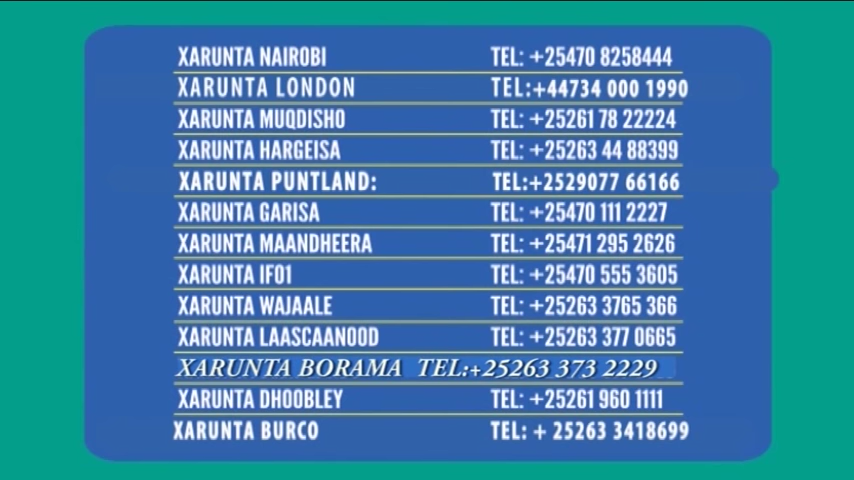 XARUNTA NAIROBI TEL: +25470 8258444
XARUNTA LONDON TEL:+44734 000 1990
XARUNTA MUQDISHO TEL: +25261 78 22224
XARUNTA HARGEISA TEL: +25263 44 88399
XARUNTA PUNTLAND: TEL:+2529077 66166
XARUNTA GARISA TEL: +25470 111 2227
XARUNTA MAANDHEERA TEL: +25471 295 2626
XARUNTA IFO1 TEL: +25470 555 3605
XARUNTA WAJAALE TEL: +25263 3765 366
XARUNTA LAASCAANOOD TEL: +25263 377 0665
XARUNTA BORAMA TEL:+25263 373 2229
XARUNTA DHOOBLEY TEL: +25261 960 1111
XARUNTA BURCO TEL: + 25263 3418699